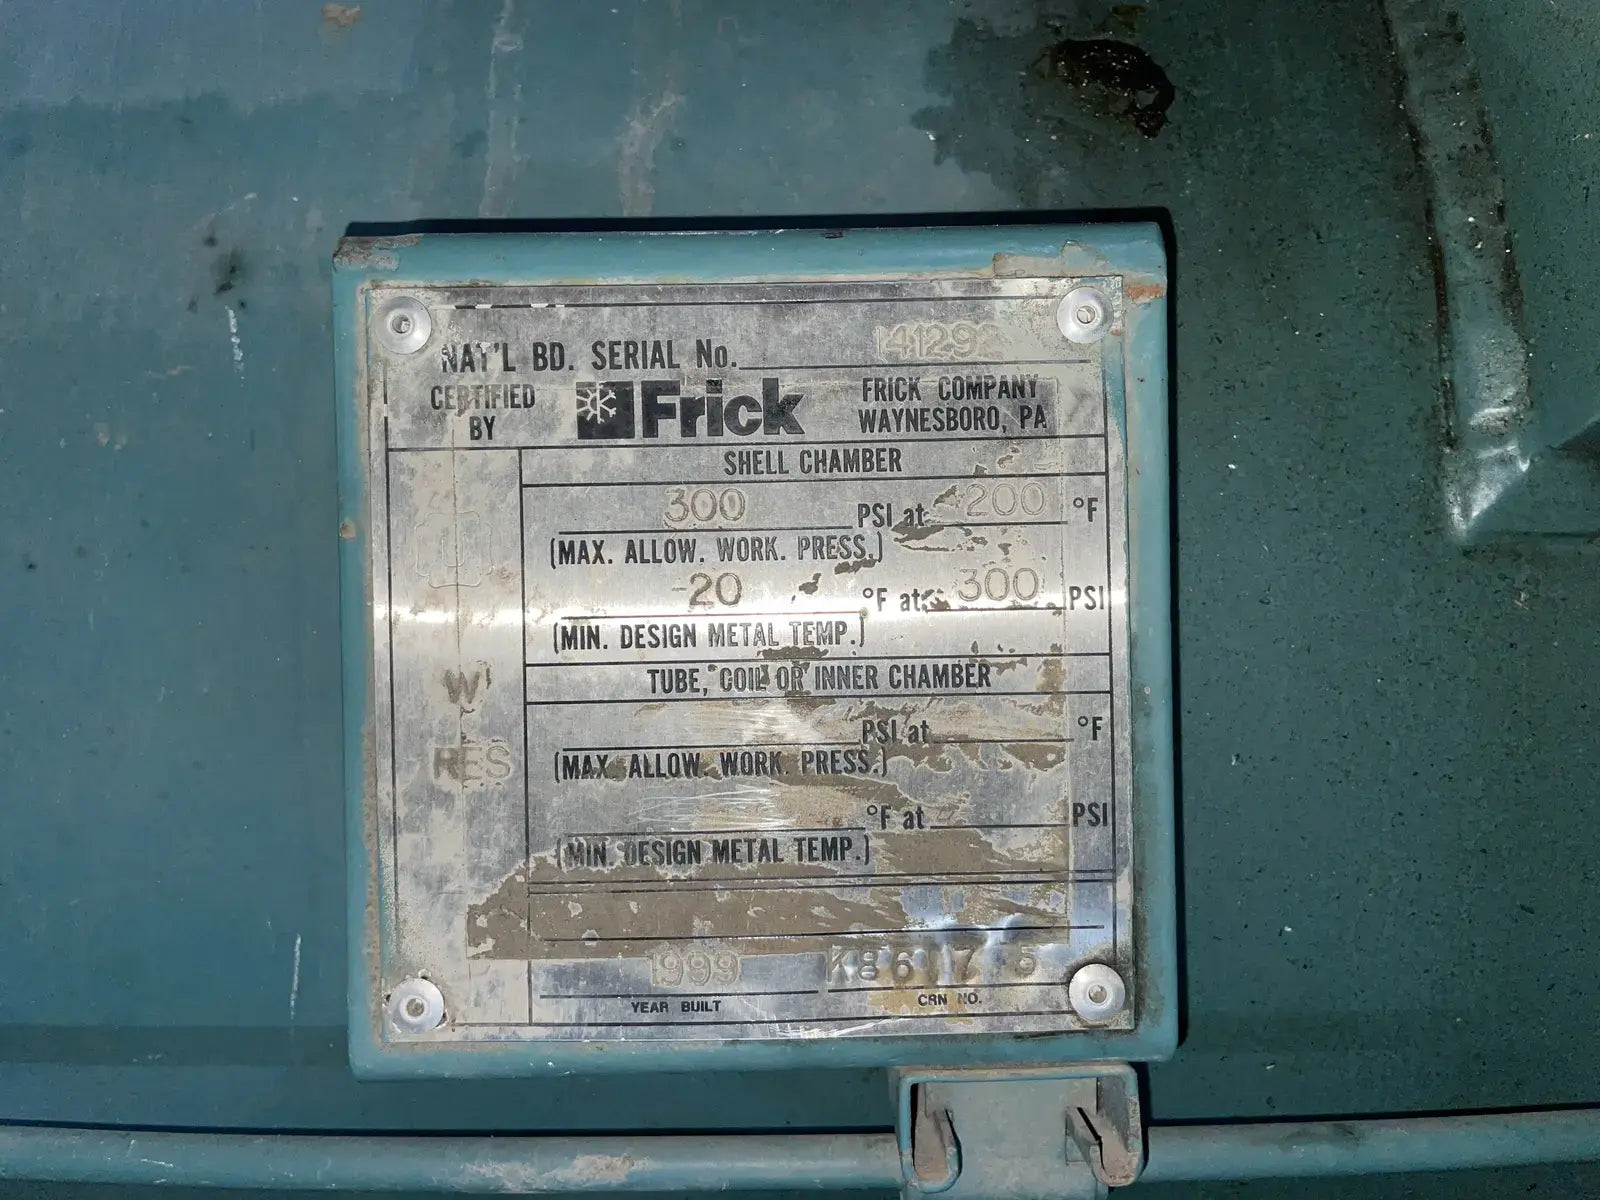 NAT'L BD. SERIAL No. 141292
CERTIFIED BY
Frick
FRICK COMPANY
WAYNESBORO, PA
SHELL CHAMBER
300 PSI at 200 °F
(MAX. ALLOW. WORK. PRESS.)
-20 °F at 300 PSI
(MIN. DESIGN METAL TEMP.)
W
RES
TUBE, COIL OR INNER CHAMBER
PSI at °F
(MAX. ALLOW. WORK. PRESS.)
°F at PSI
(MIN. DESIGN METAL TEMP.)
1999
YEAR BUILT
CRN NO.